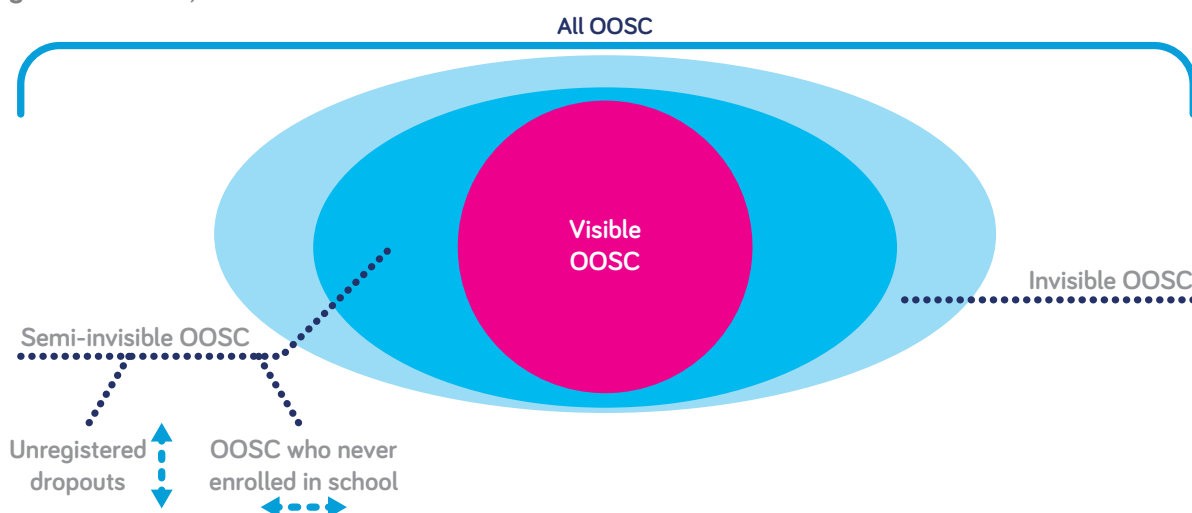 All OOSC
Visible
OOSC
Invisible OOSC
Semi-invisible OOSC
Unregistered
dropouts
OOSC who never
enrolled in school